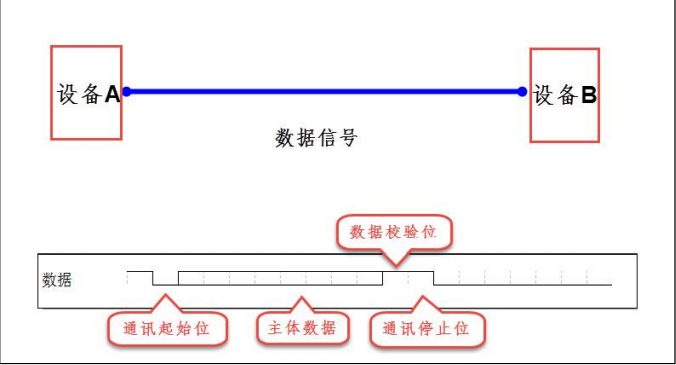 设备A
设备B
数据信号
数据校验位
数据
通讯起始位
主体数据
通讯停止位